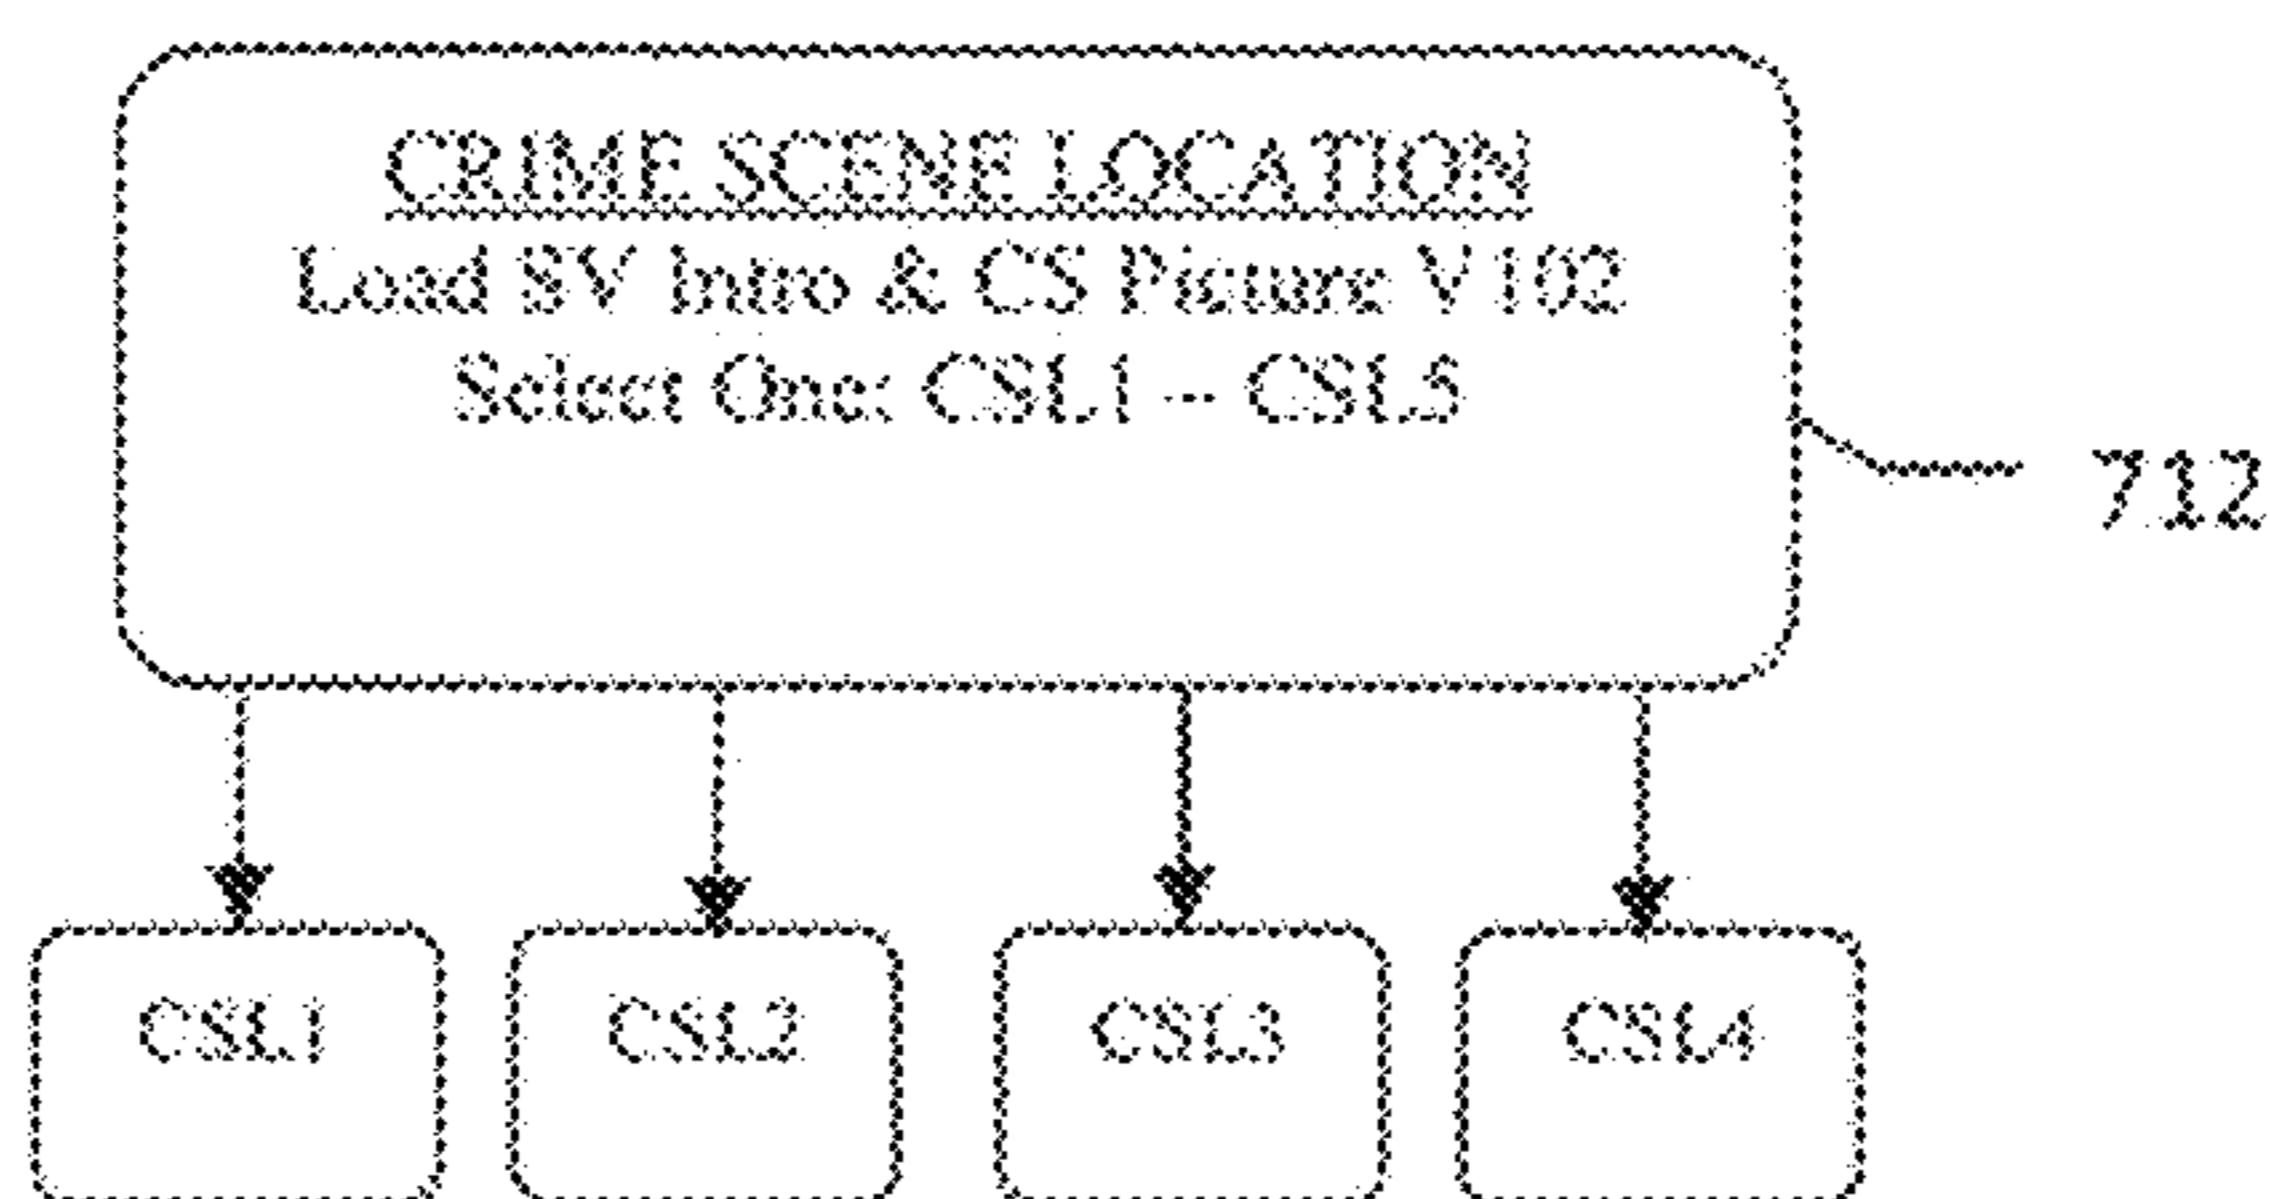 CRIME SCENE LOCATION
Load SV Intro & CS Picture V102
Select One: CSL1 – CSL5
712
CSL1
CSL2
CSL3
CSL4